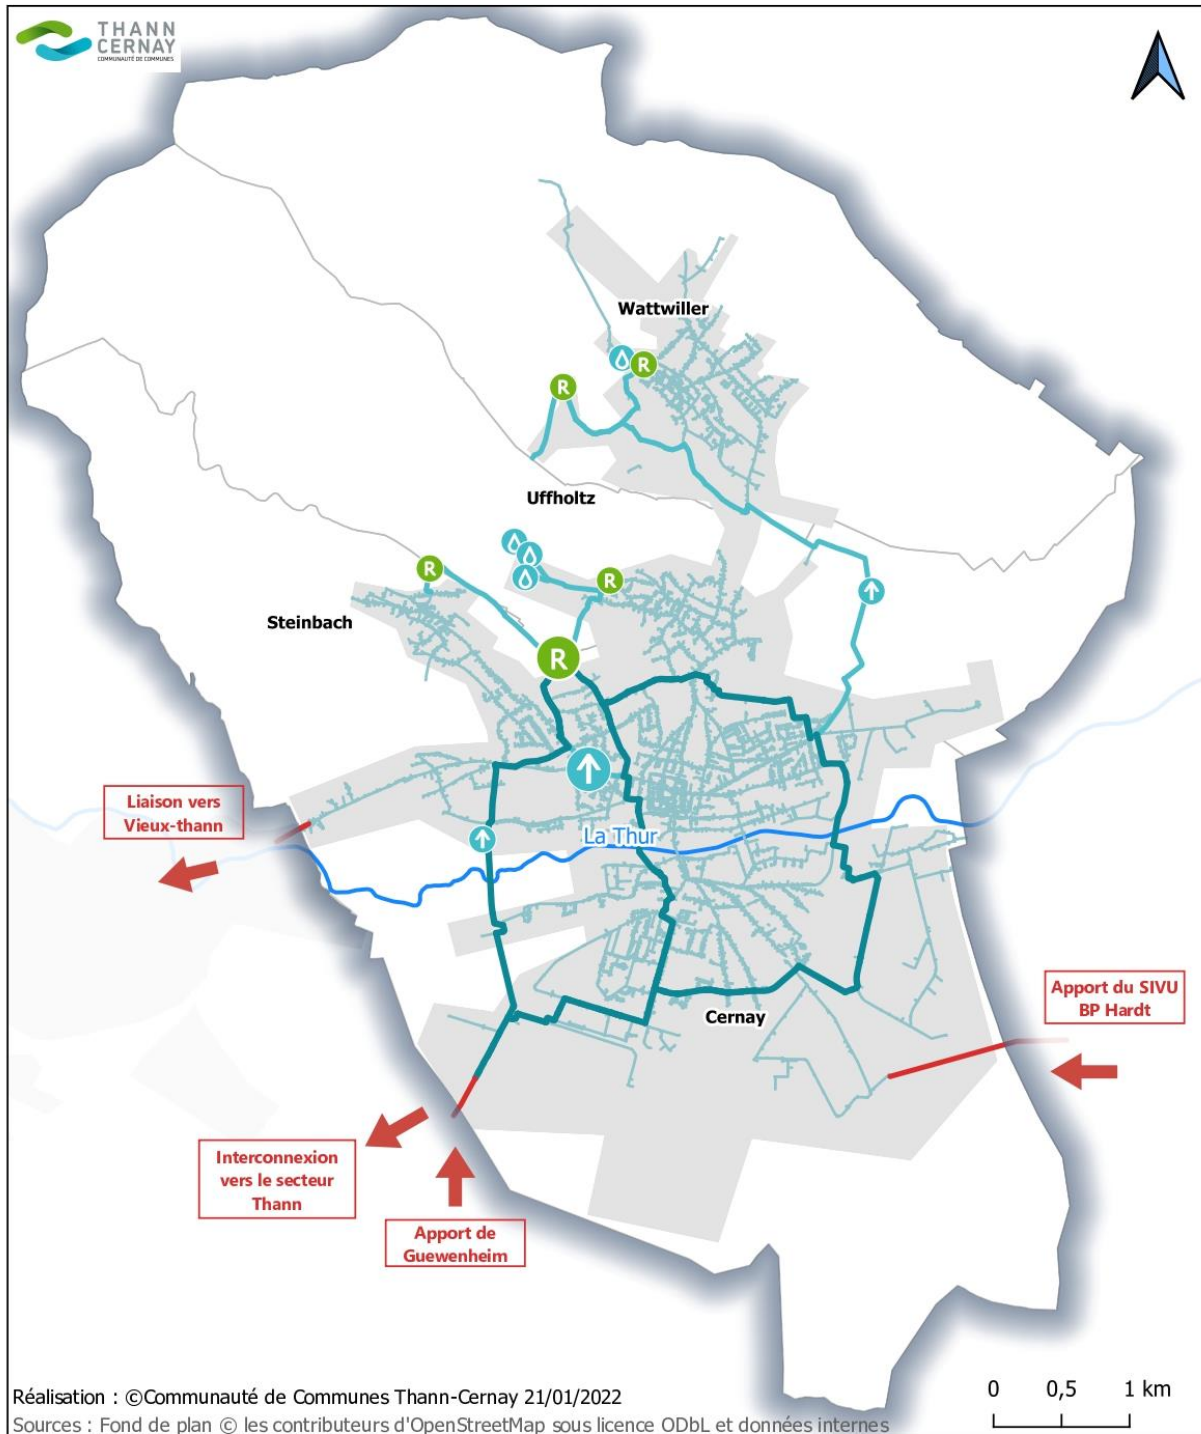 THANN
CERNAY
COMMUNAUTÉ DE COMMUNES
Wattwiller
R
R
Uffholtz
R
R
Steinbach
R
Liaison vers
Vieux-thann
La Thur
Apport du SIVU
BP Hardt
Cernay
Interconnexion
vers le secteur
Thann
Apport de
Guewenheim
Réalisation : ©Communauté de Communes Thann-Cernay 21/01/2022
0 0,5 1 km
Sources : Fond de plan © les contributeurs d'OpenStreetMap sous licence ODbL et données internes